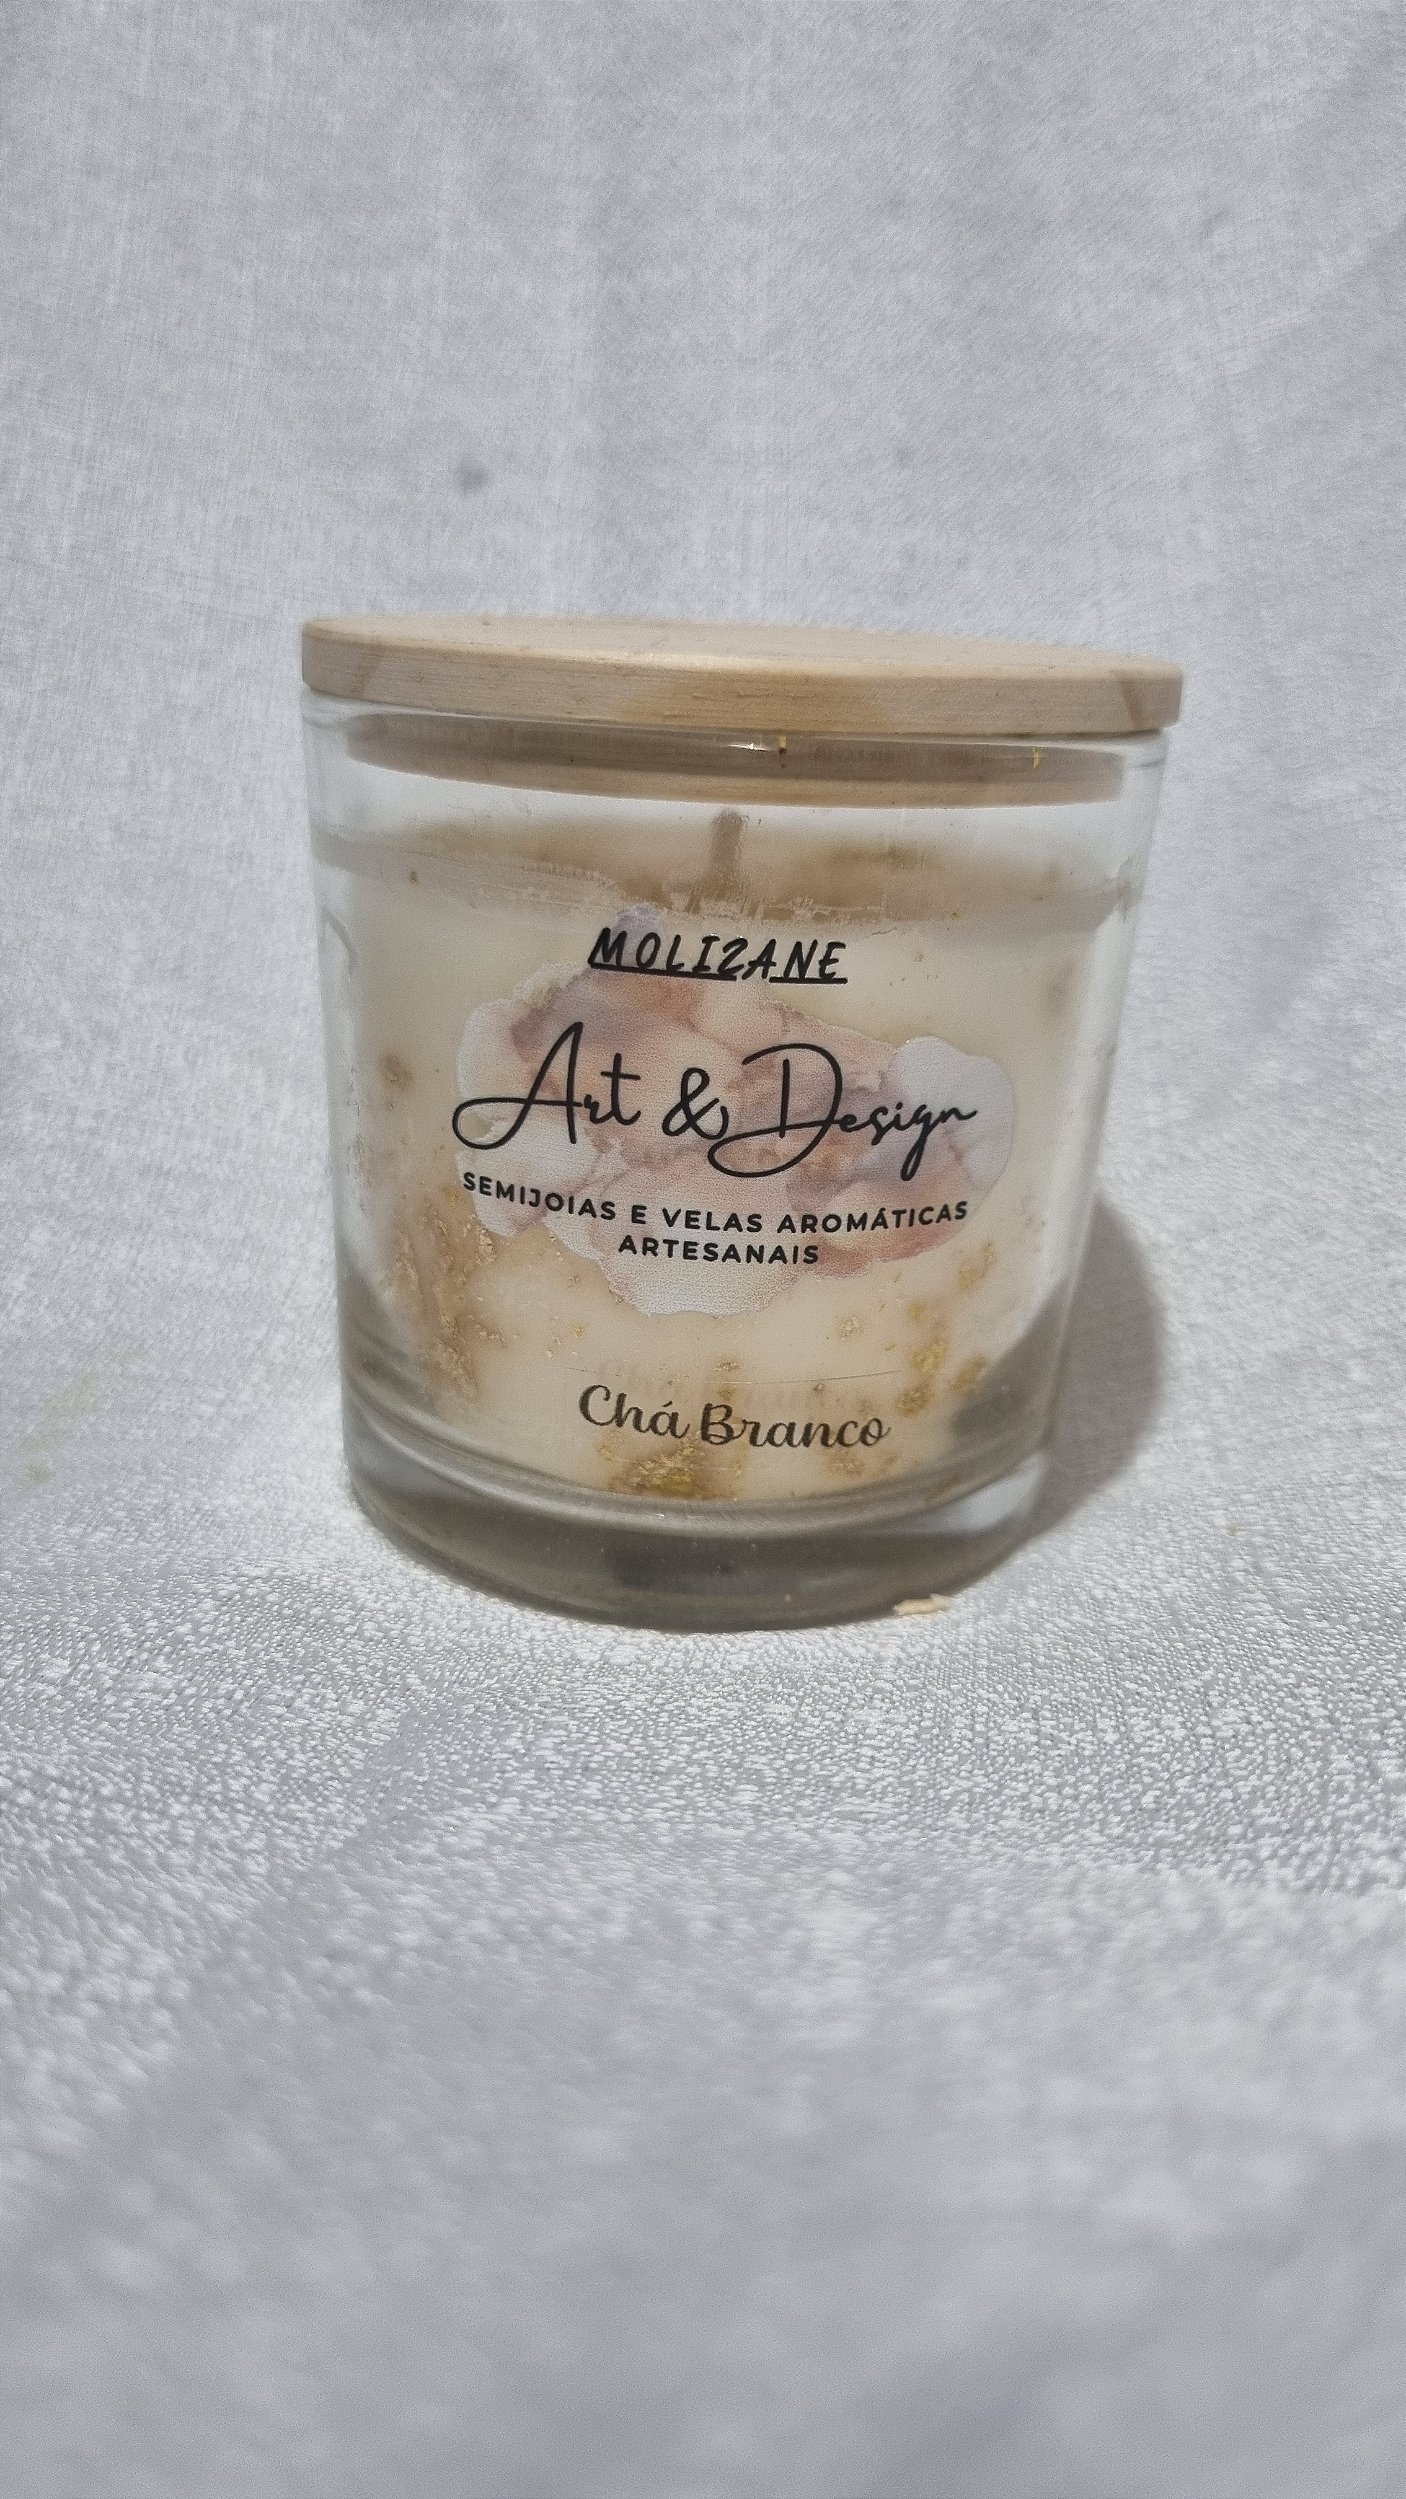 MOLIZANE
Art & Design
SEMIJOIAS E VELAS AROMÁTICAS
ARTESANAIS
Chá Branco